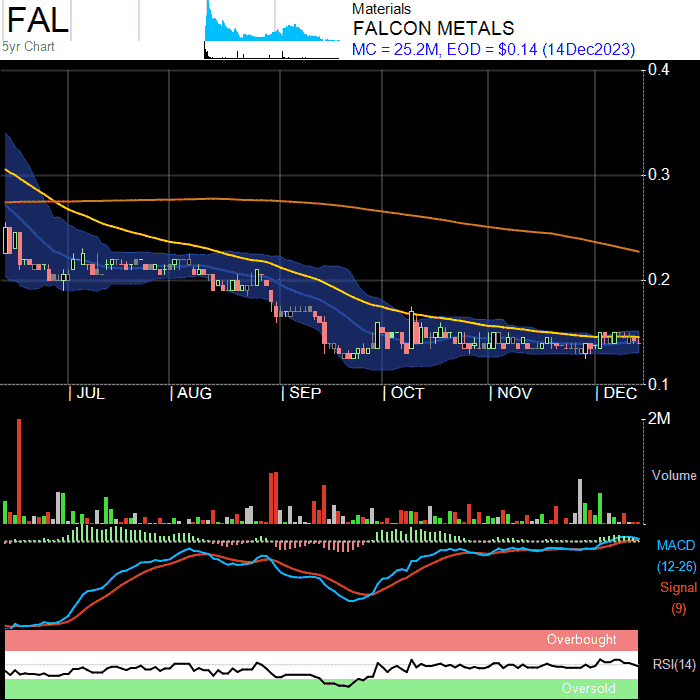 FAL
5yr Chart
Materials
FALCON METALS
MC = 25.2M, EOD = $0.14 (14Dec2023)
0.4
0.3
0.2
0.1
JUL
AUG
SEP
OCT
NOV
DEC
2M
Volume
MACD
(12-26)
Signal
(9)
Overbought
RSI(14)
Oversold